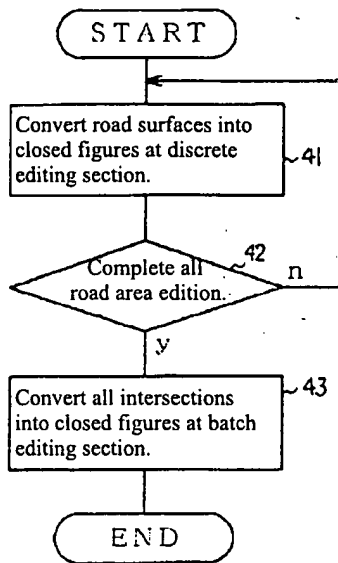 START
Convert road surfaces into
closed figures at discrete
editing section.
41
42
Complete all
road area edition.
n
y
Convert all intersections
into closed figures at batch
editing section.
43
END